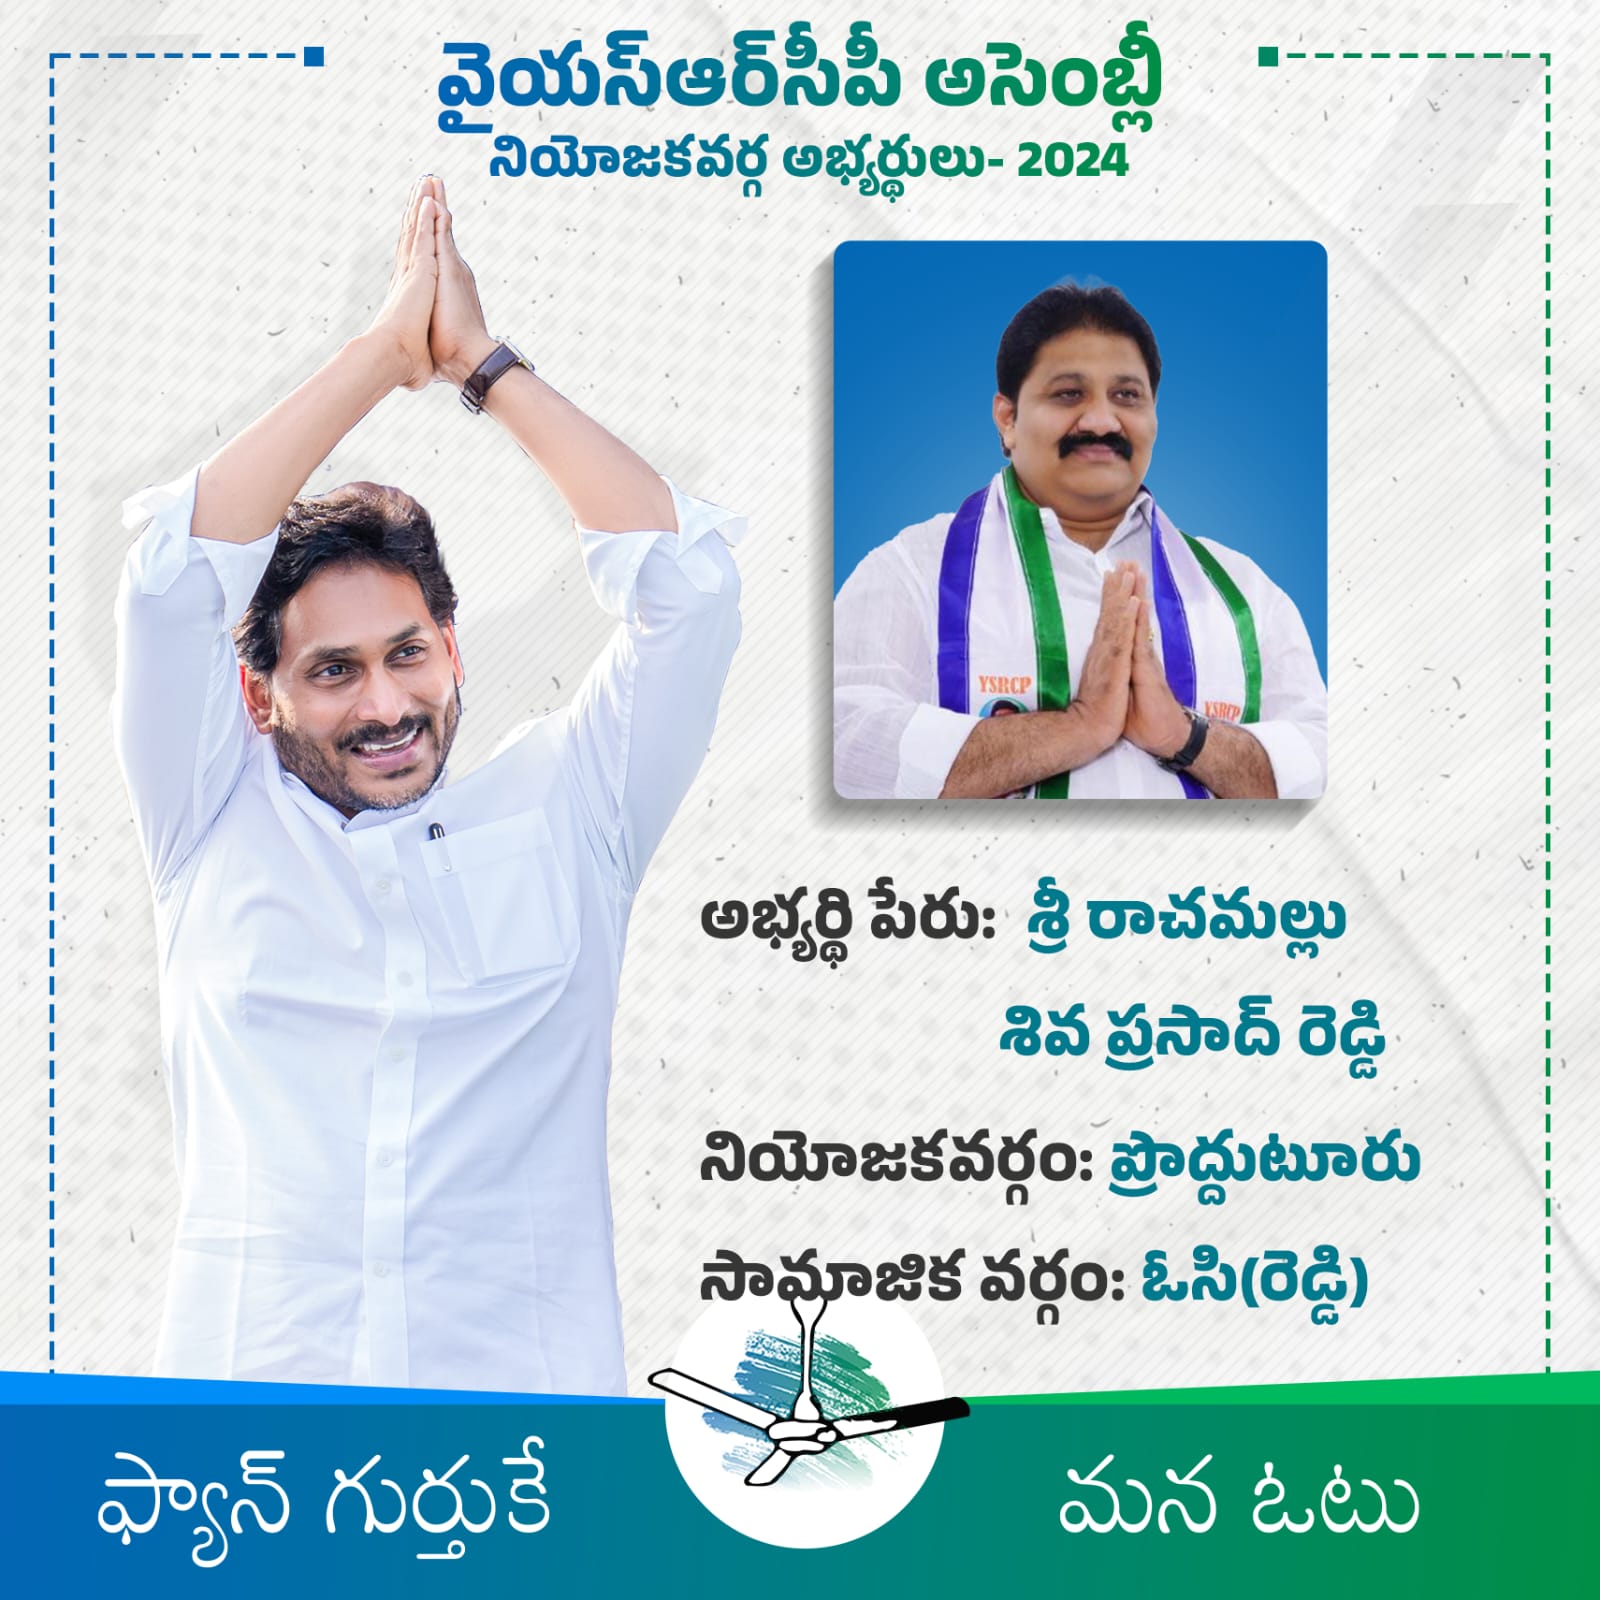 వైయస్ఆర్‌సీపీ అసెంబ్లీ
నియోజకవర్గ అభ్యర్థులు- 2024
YSRCP
YSRCP
అభ్యర్థి పేరు: శ్రీ రాచమల్లు
శివ ప్రసాద్ రెడ్డి
నియోజకవర్గం: ప్రొద్దుటూరు
సామాజిక వర్గం: ఓసి(రెడ్డి)
ఫ్యాన్ గుర్తుకే
మన ఓటు